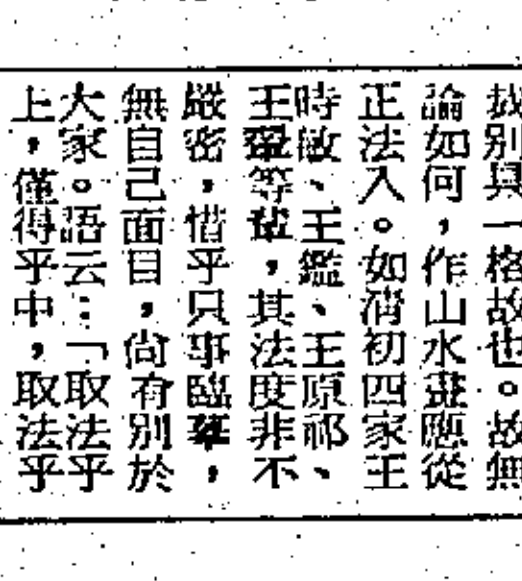 裁別具一格故也。故無
論如何，作山水畫應從
正法入。如清初四家王
時敏、王鑑、王原祁、
王翬等輩，其法度非不
嚴密，惜乎只事臨摹，
無自己面目，尚有別於
大家。語云：「取法乎
上，僅得乎中，取法乎